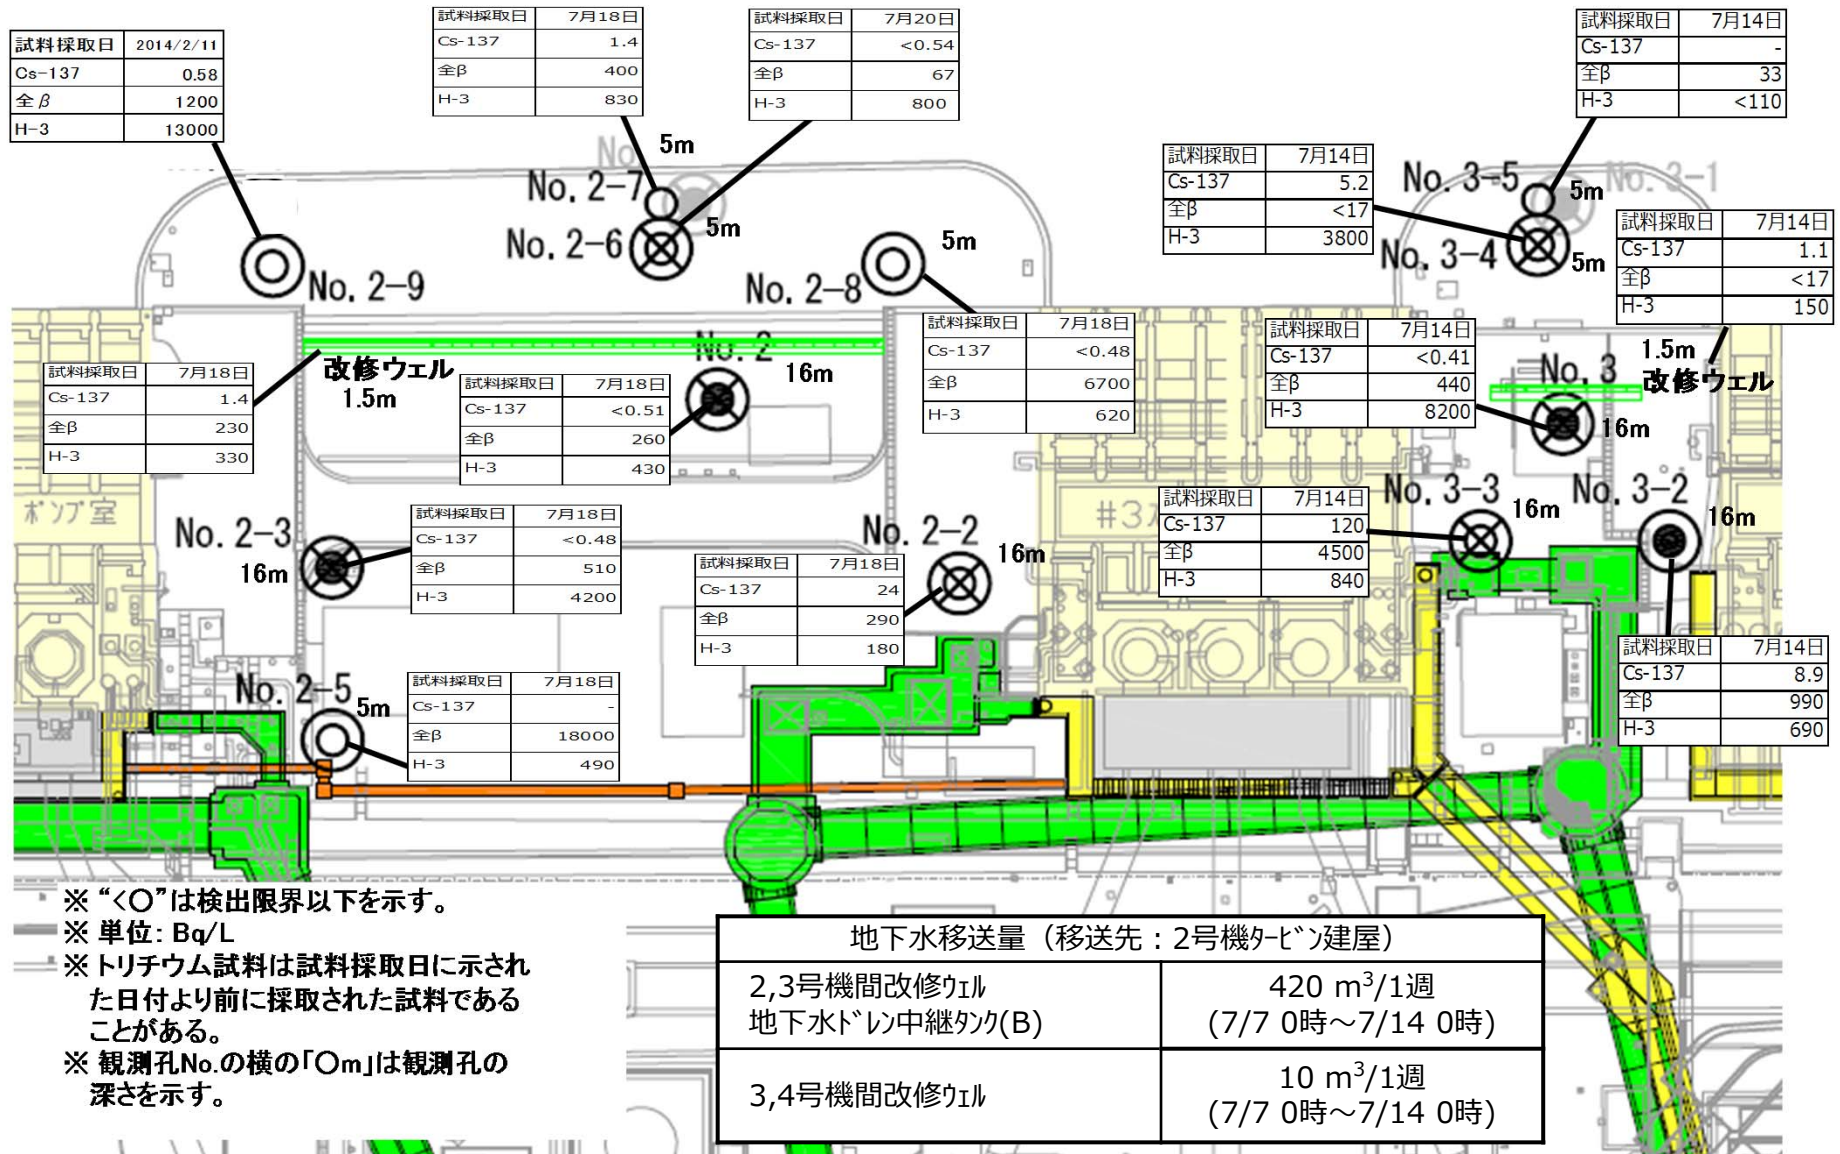 試料採取日 2014/2/11
Cs-137 0.58
全β 1200
H-3 13000
試料採取日 7月18日
Cs-137 1.4
全β 400
H-3 830
試料採取日 7月20日
Cs-137 <0.54
全β 67
H-3 800
試料採取日 7月14日
Cs-137 -
全β 33
H-3 <110
No. 2-7 5m
No. 2-6 5m
No. 2-9
No. 2-8 5m
試料採取日 7月14日
Cs-137 5.2
全β <17
H-3 3800
No. 3-5 5m
No. 3-1
No. 3-4 5m
試料採取日 7月14日
Cs-137 1.1
全β <17
H-3 150
試料採取日 7月18日
Cs-137 1.4
全β 230
H-3 330
改修ウェル
1.5m
試料採取日 7月18日
Cs-137 <0.51
全β 260
H-3 430
No. 2 16m
試料採取日 7月18日
Cs-137 <0.48
全β 6700
H-3 620
試料採取日 7月14日
Cs-137 <0.41
全β 440
H-3 8200
No. 3 16m
1.5m
改修ウェル
ポンプ室
No. 2-3
16m
試料採取日 7月18日
Cs-137 <0.48
全β 510
H-3 4200
No. 2-2 16m
試料採取日 7月18日
Cs-137 24
全β 290
H-3 180
#3
試料採取日 7月14日
Cs-137 120
全β 4500
H-3 840
No. 3-3 16m
No. 3-2 16m
試料採取日 7月14日
Cs-137 8.9
全β 990
H-3 690
No. 2-5 5m
試料採取日 7月18日
Cs-137 -
全β 18000
H-3 490
※ “<〇”は検出限界以下を示す。
※ 単位: Bq/L
※ トリチウム試料は試料採取日に示され
た日付より前に採取された試料である
ことがある。
※ 観測孔No.の横の「〇m」は観測孔の
深さを示す。
地下水移送量（移送先：2号機ﾀｰﾋﾞﾝ建屋）
2,3号機間改修ｳｪﾙ
地下水ﾄﾞﾚﾝ中継ﾀﾝｸ(B)
420 m³/1週
(7/7 0時～7/14 0時)
3,4号機間改修ｳｪﾙ
10 m³/1週
(7/7 0時～7/14 0時)